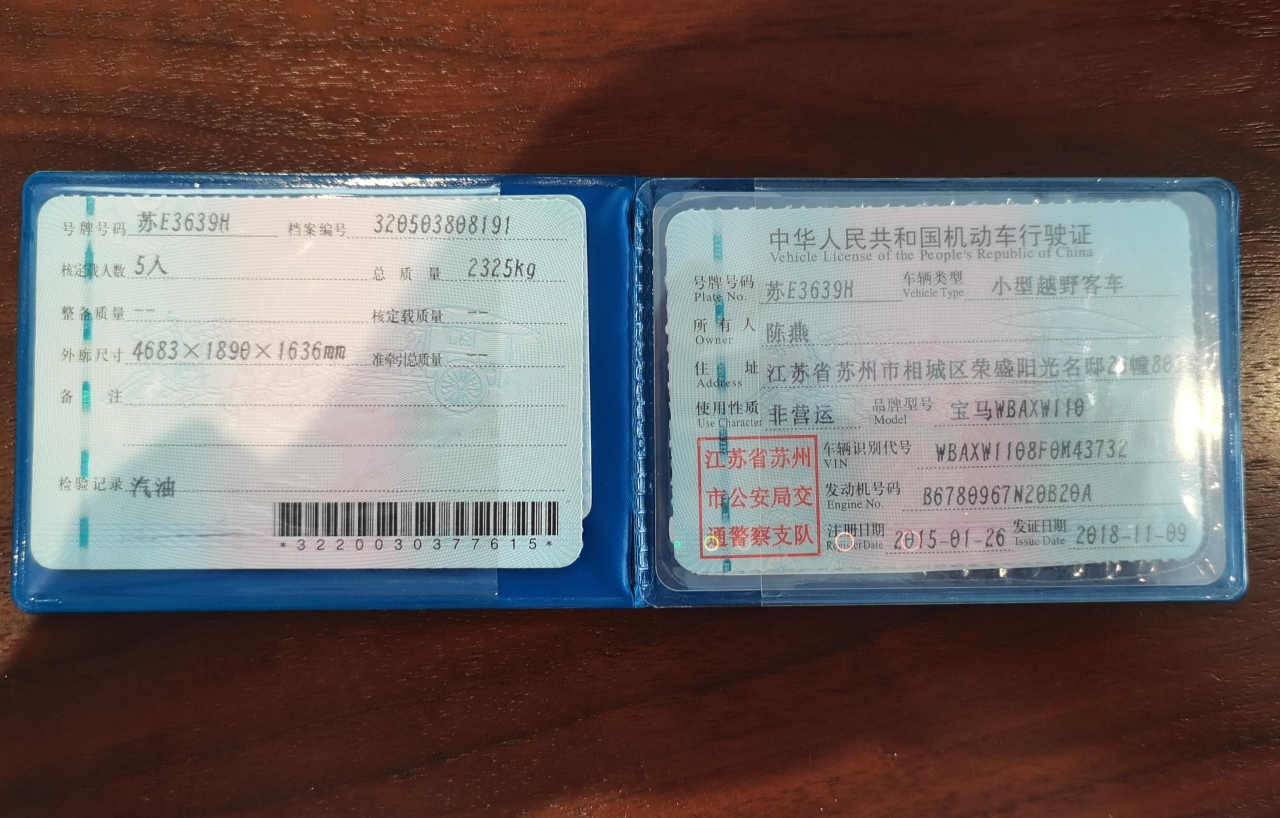 号牌号码 苏E3639H 档案编号 320503808191
核定载人数 5人 总质量 2325kg
整备质量 -- 核定载质量 --
外廓尺寸 4683×1890×1636mm 准牵引总质量 --
备注
检验记录 汽油
*3220030377615*
中华人民共和国机动车行驶证
Vehicle License of the People's Republic of China
号牌号码 苏E3639H 车辆类型 小型越野客车
Plate No. Vehicle Type
所有人 陈燕
Owner
住址 江苏省苏州市相城区荣盛阳光名邸
Address
使用性质 非营运 品牌型号 宝马WBAXW110
Use Character Model
江苏省苏州 车辆识别代号 WBAXW1108F0M43732
VIN
市公安局交 发动机号码 B6780967N20B20A
Engine No.
通警察支队 注册日期 2015-01-26 发证日期 2018-11-09
Register Date Issue Date